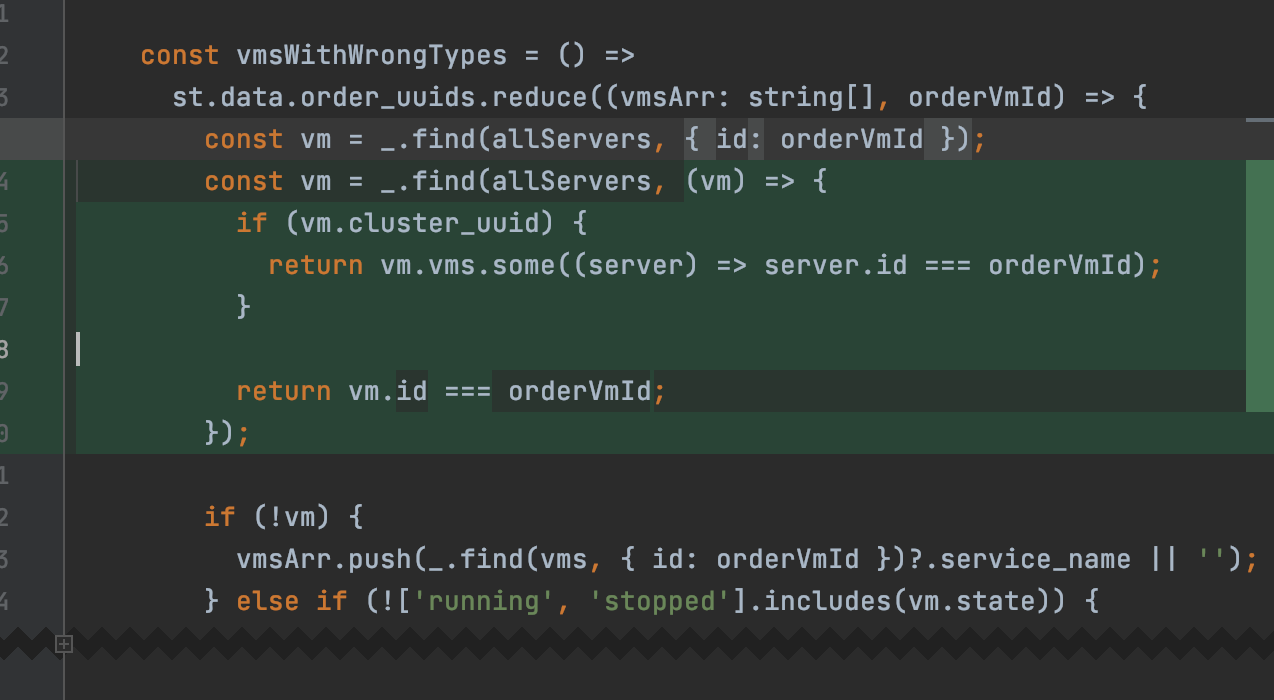 1
2 const vmsWithWrongTypes = () =>
3 st.data.order_uuids.reduce((vmsArr: string[], orderVmId) => {
const vm = _.find(allServers, { id: orderVmId });
4 const vm = _.find(allServers, (vm) => {
5 if (vm.cluster_uuid) {
6 return vm.vms.some((server) => server.id === orderVmId);
7 }
8
9 return vm.id === orderVmId;
0 });
1
2 if (!vm) {
3 vmsArr.push(_.find(vms, { id: orderVmId })?.service_name || '');
4 } else if (!['running', 'stopped'].includes(vm.state)) {